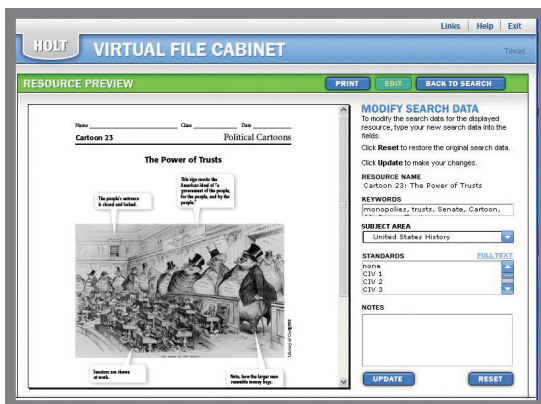 Links Help Exit
HOLT VIRTUAL FILE CABINET
Texas
RESOURCE PREVIEW
PRINT EDIT BACK TO SEARCH
Name Class Date
Cartoon 23 Political Cartoons
The Power of Trusts
The people's entrance
is closed and locked.
This sign mocks the
American ideal of "a
government of the people,
for the people, and by the
people."
Library of Congress
Senators are shown
at work.
Note, how the larger men
resemble money bags.
MODIFY SEARCH DATA
To modify the search data for the displayed
resource, type your new search data into the
fields.
Click Reset to restore the original search data.
Click Update to make your changes.
RESOURCE NAME
Cartoon 23: The Power of Trusts
KEYWORDS
monopolies, trusts, Senate, Cartoon,
SUBJECT AREA
United States History
STANDARDS FULL TEXT
none
CIV 1
CIV 2
CIV 3
NOTES
UPDATE RESET